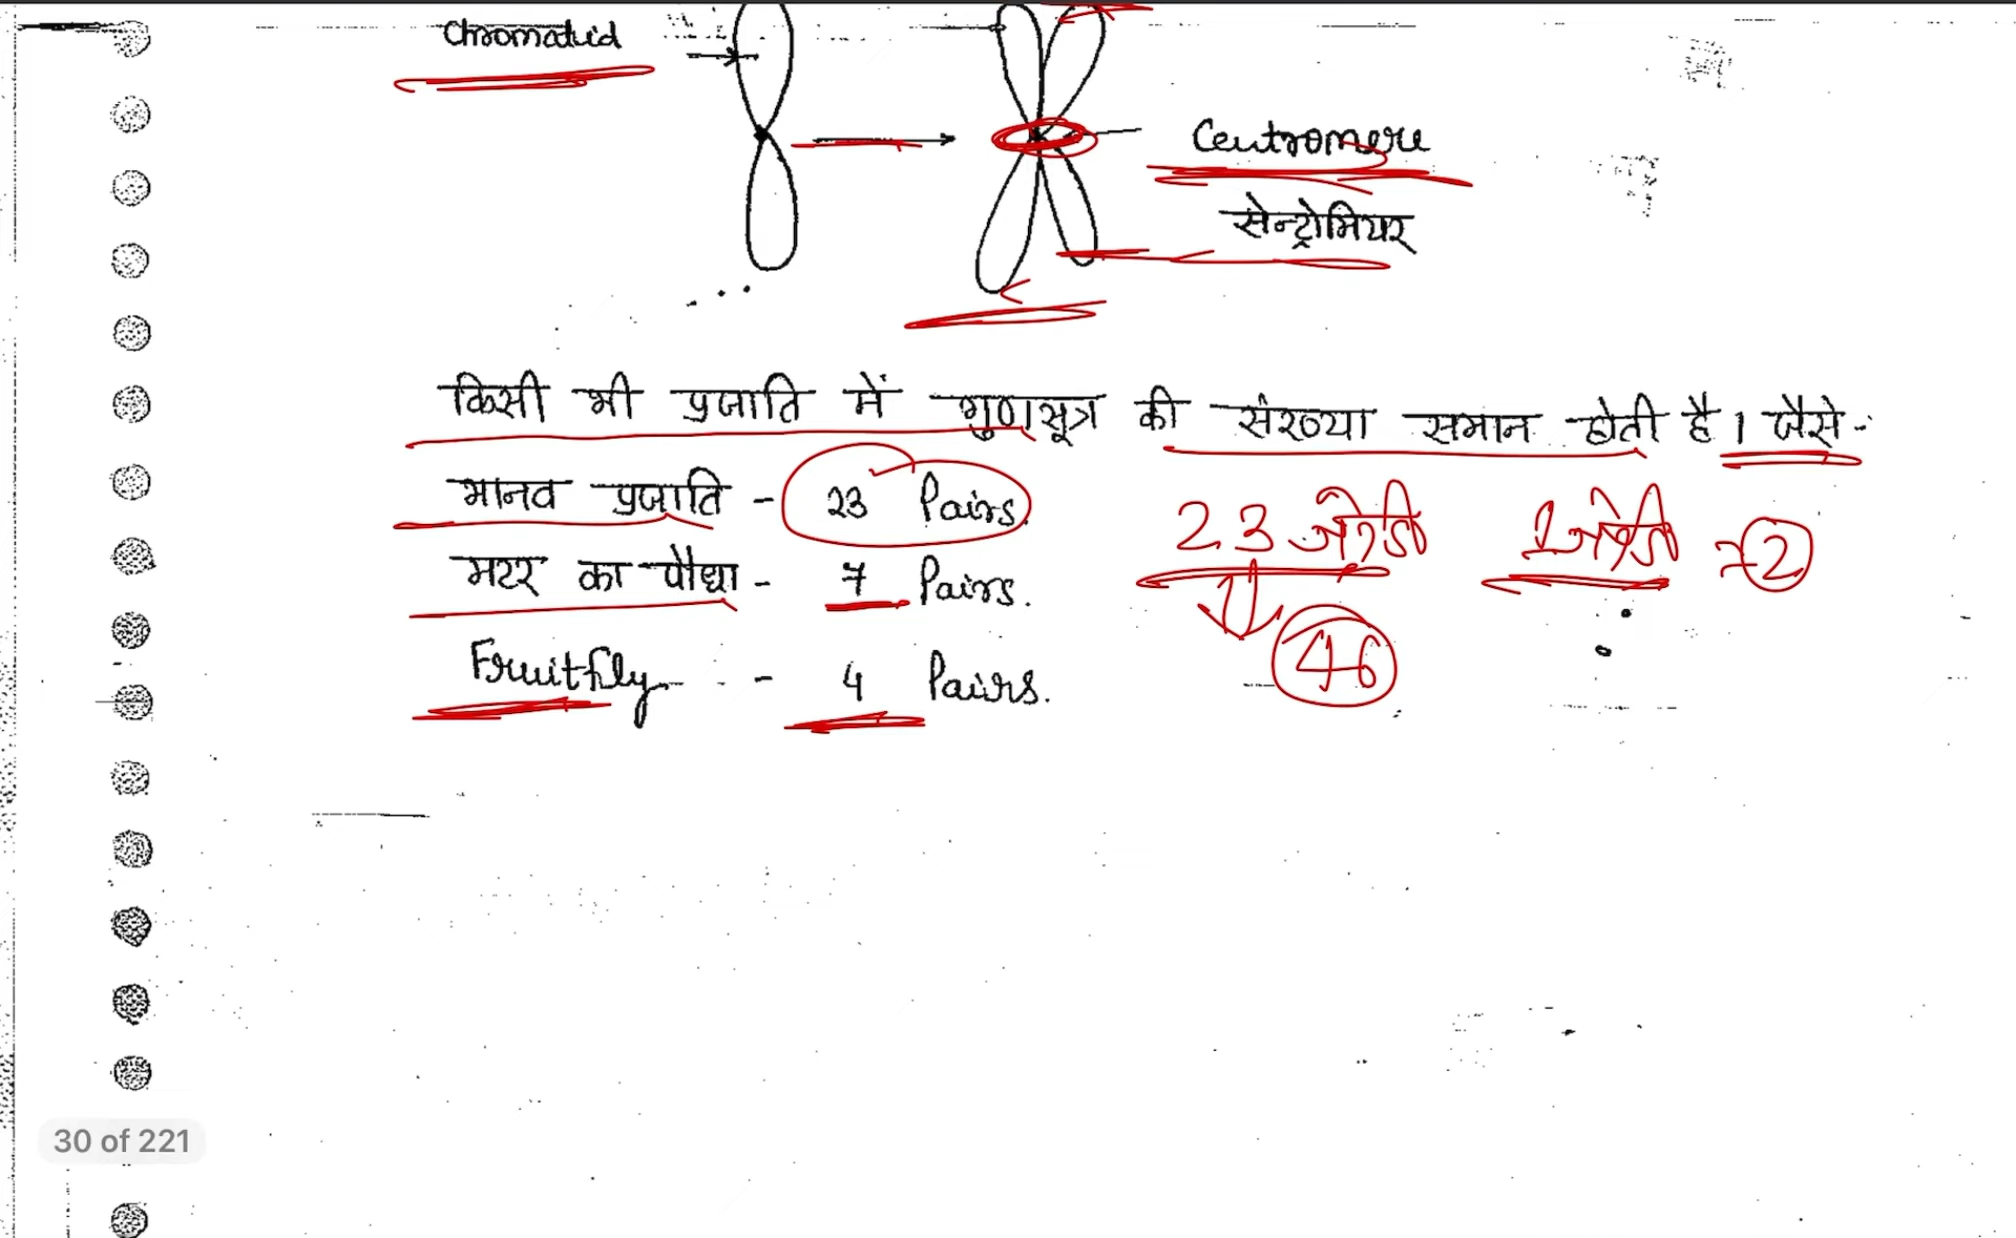 Chromatid
Centromere
सेन्ट्रोमियर
किसी भी प्रजाति में गुणसूत्र की संख्या समान होती है। जैसे-
मानव प्रजाति - 23 Pairs. 23 जोड़ी 1 जोड़ी = 2
मटर का पौधा - 7 Pairs.
46
Fruitfly - 4 Pairs.
30 of 221